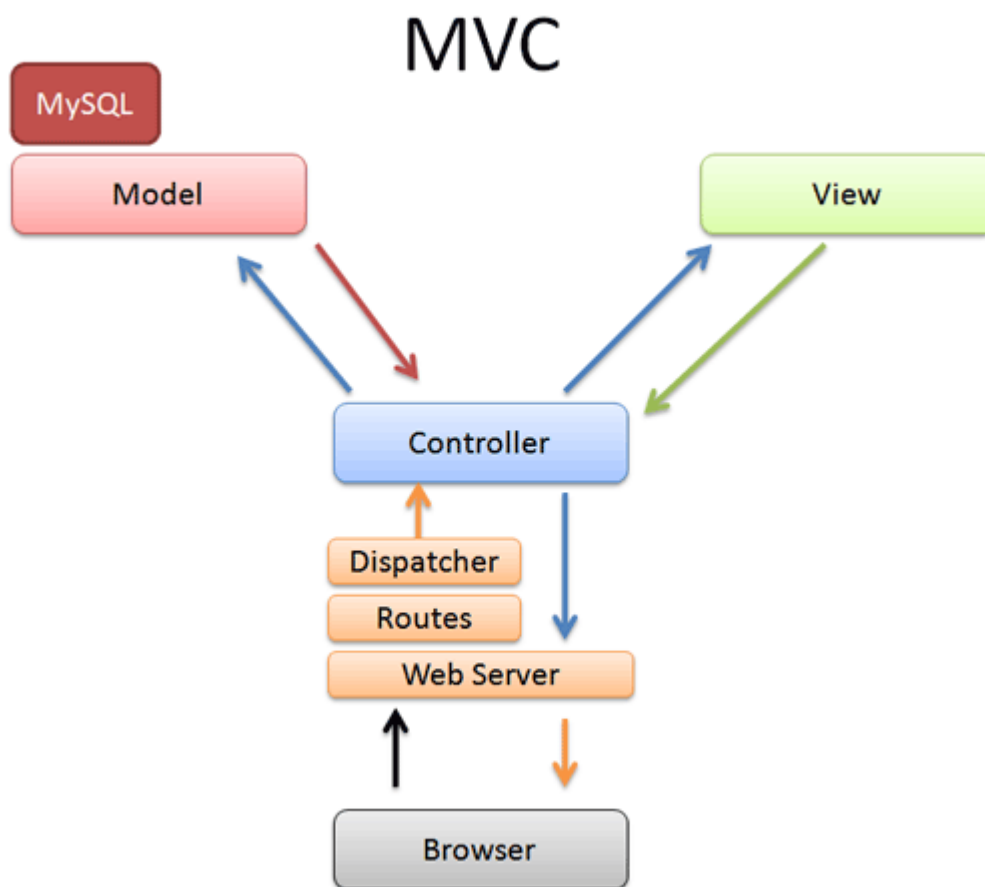 MVC
MySQL
Model
View
Controller
Dispatcher
Routes
Web Server
Browser